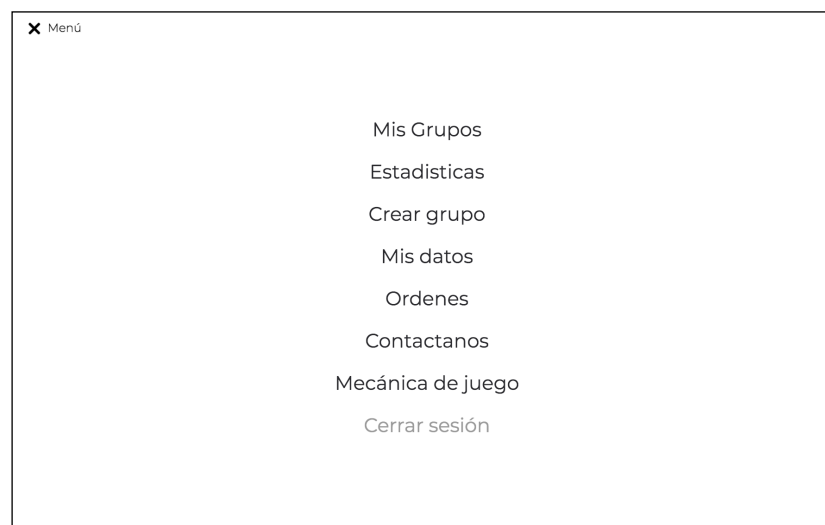 Menú
Mis Grupos
Estadisticas
Crear grupo
Mis datos
Ordenes
Contactanos
Mecánica de juego
Cerrar sesión